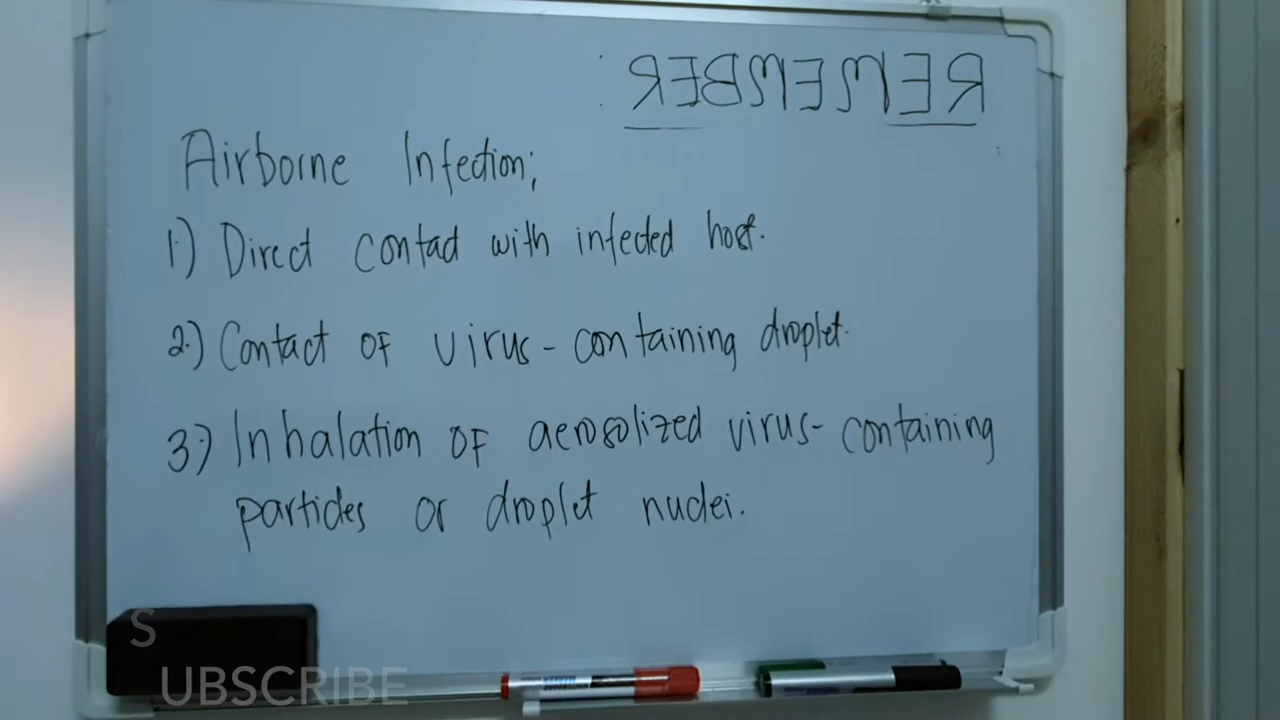 REMEMBER :
Airborne Infection;
1.) Direct contact with infected host.
2.) Contact of virus-containing droplet.
3.) Inhalation of aerosolized virus-containing
particles or droplet nuclei.
S
UBSCRIBE